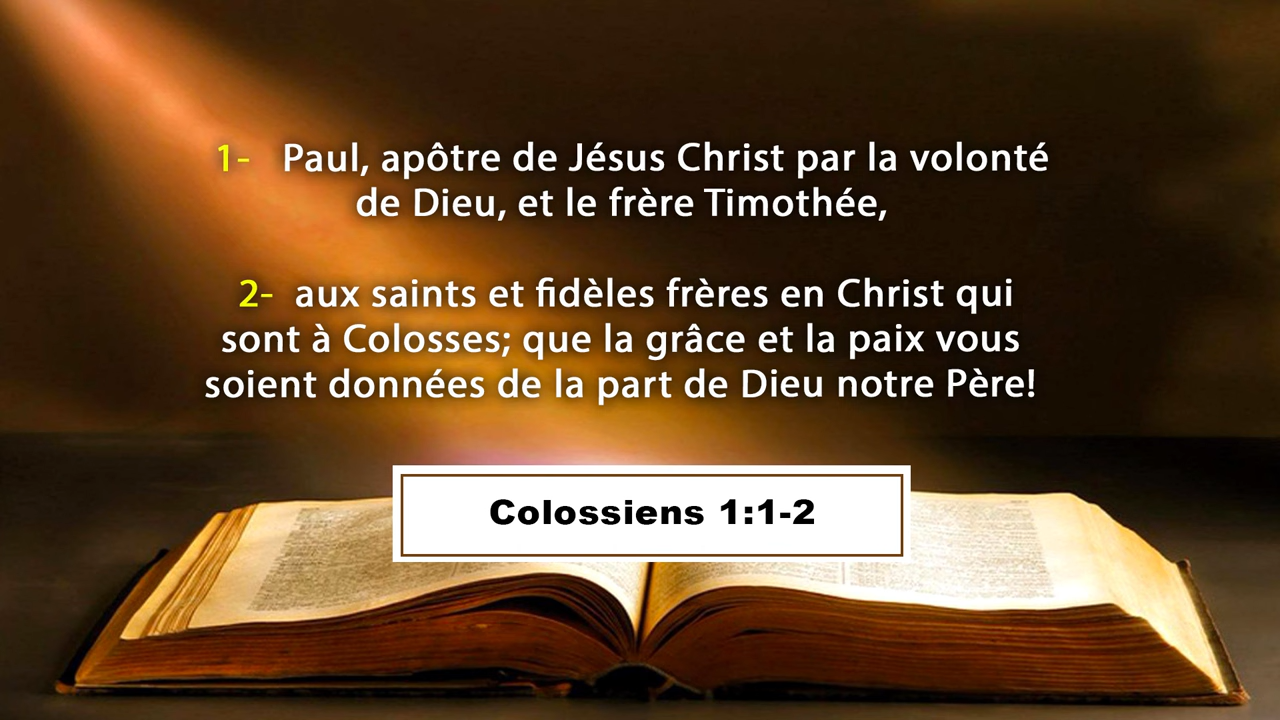 1- Paul, apôtre de Jésus Christ par la volonté
de Dieu, et le frère Timothée,
2- aux saints et fidèles frères en Christ qui
sont à Colosses; que la grâce et la paix vous
soient données de la part de Dieu notre Père!
Colossiens 1:1-2